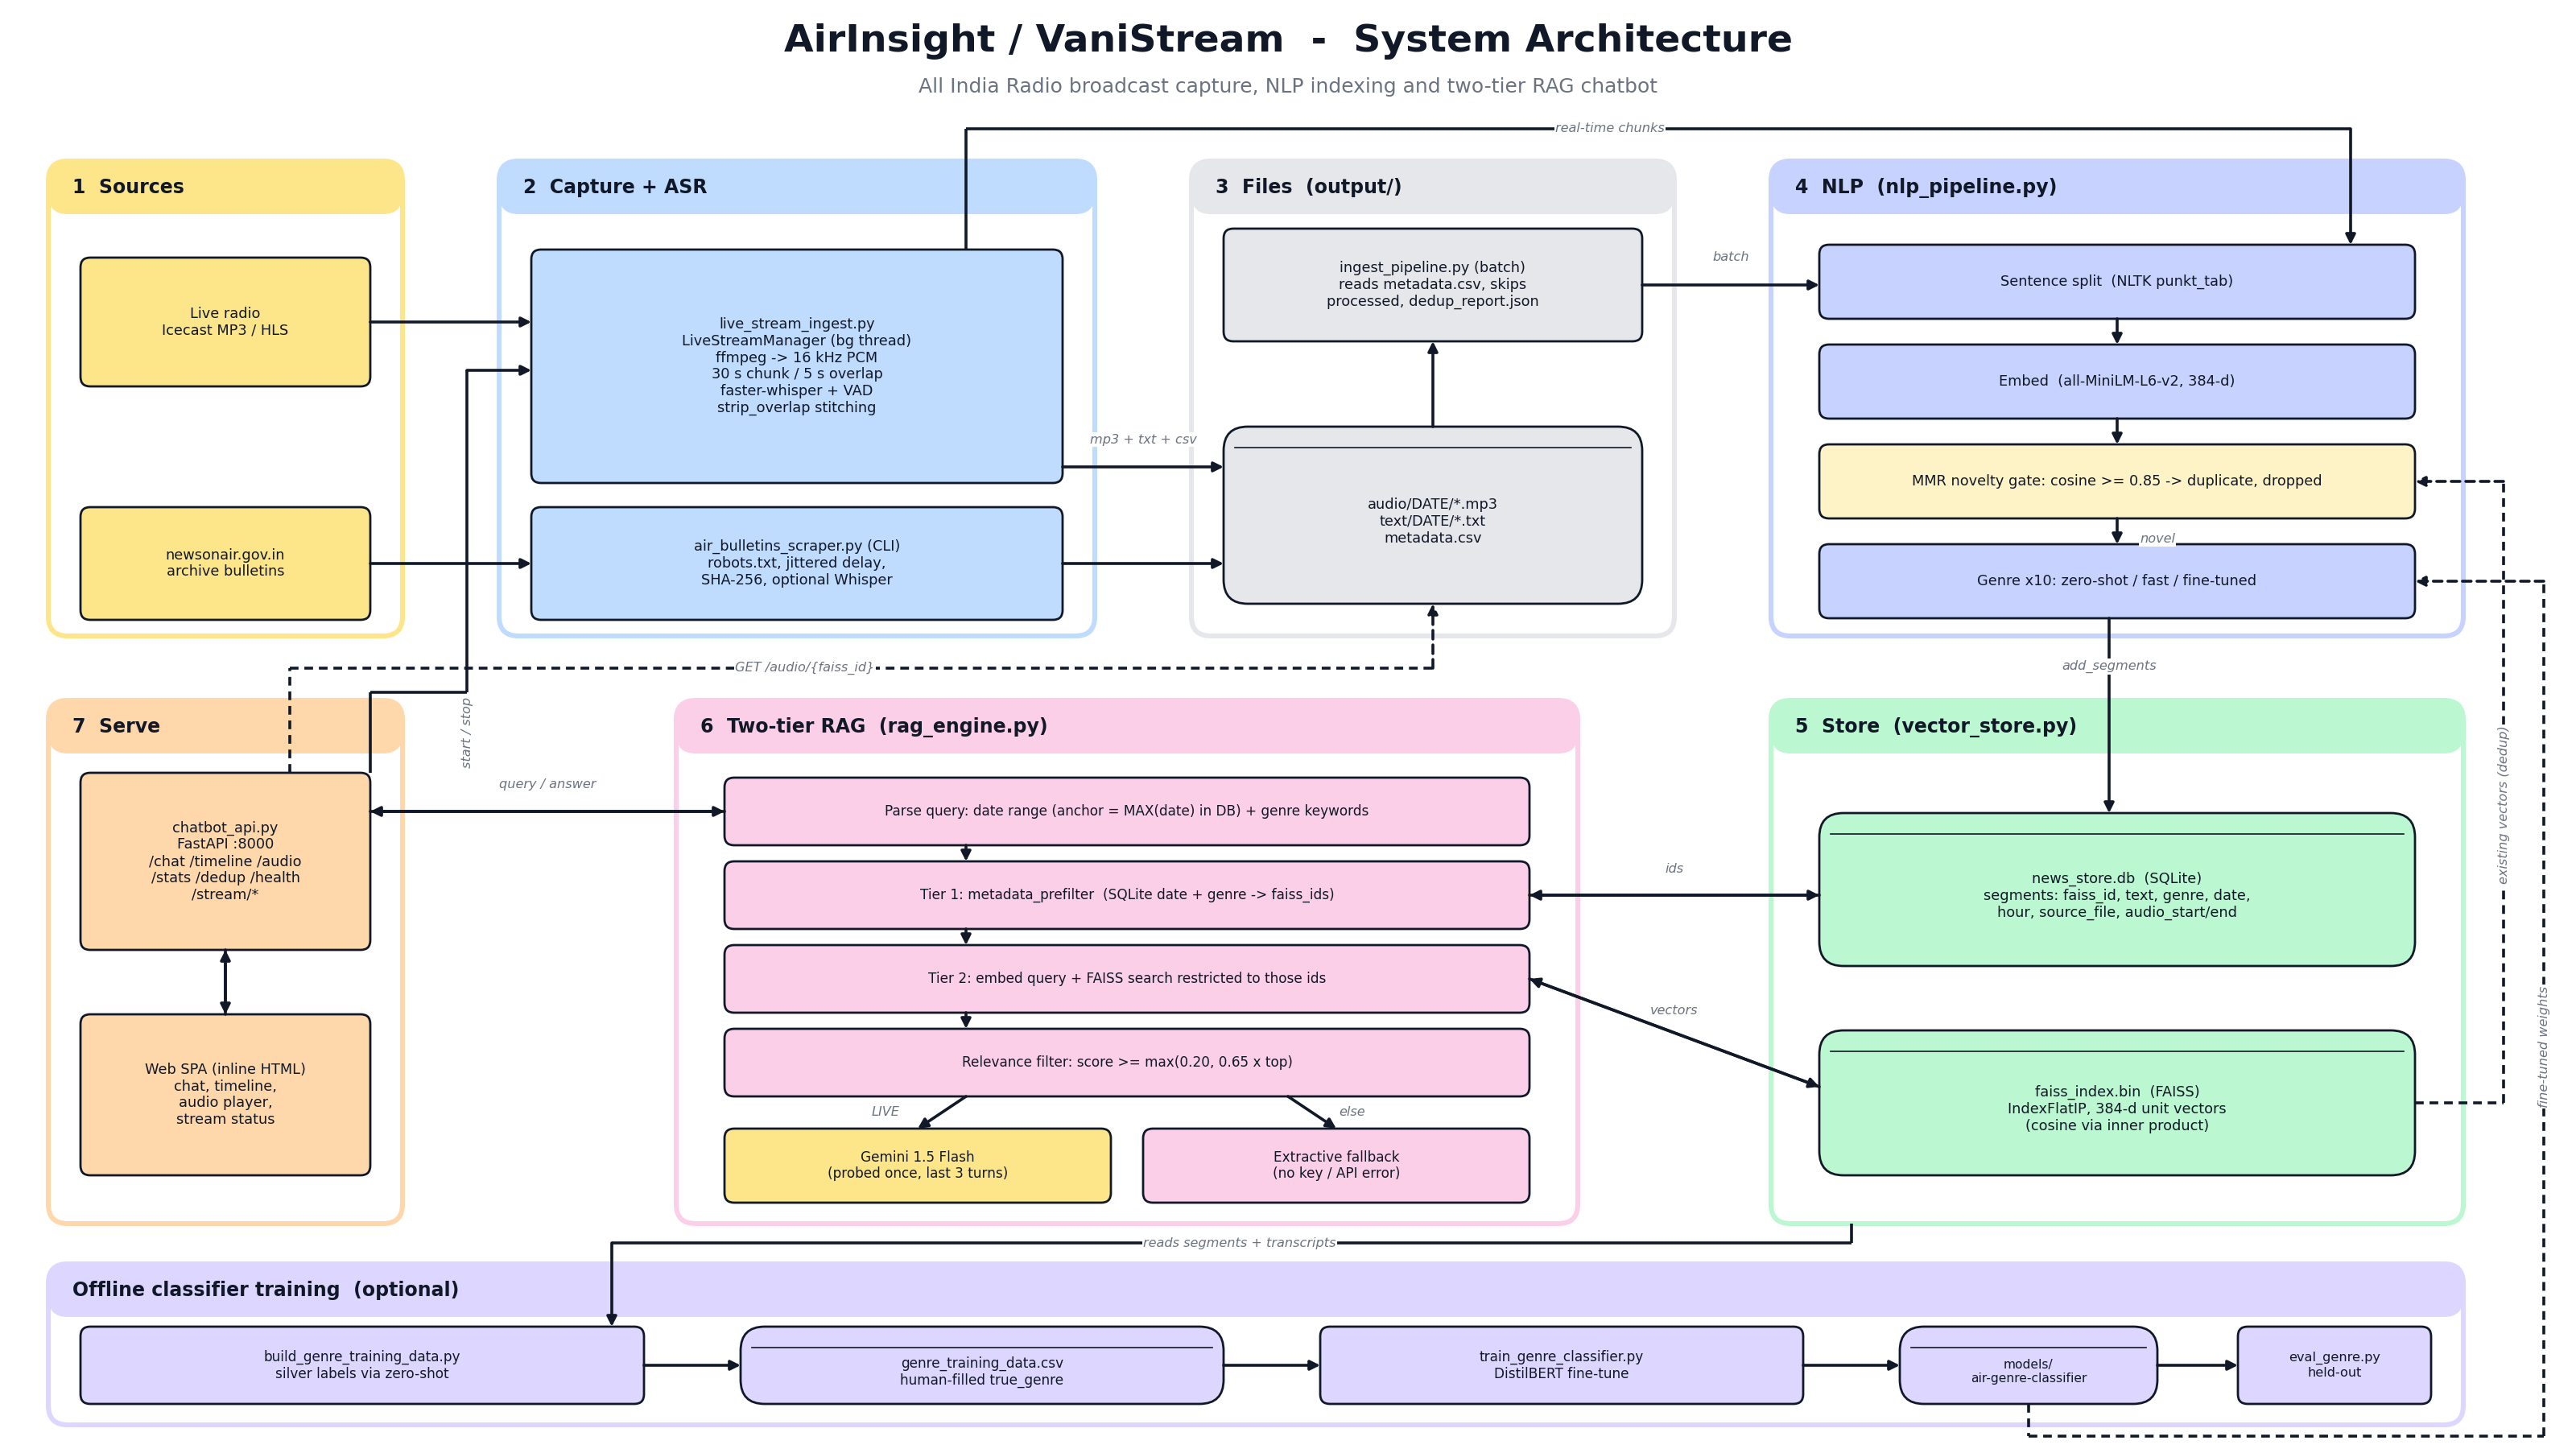 AirInsight / VaniStream - System Architecture
All India Radio broadcast capture, NLP indexing and two-tier RAG chatbot
real-time chunks
1 Sources
Live radio
Icecast MP3 / HLS
newsonair.gov.in
archive bulletins
2 Capture + ASR
live_stream_ingest.py
LiveStreamManager (bg thread)
ffmpeg -> 16 kHz PCM
30 s chunk / 5 s overlap
faster-whisper + VAD
strip_overlap stitching
air_bulletins_scraper.py (CLI)
robots.txt, jittered delay,
SHA-256, optional Whisper
mp3 + txt + csv
3 Files (output/)
ingest_pipeline.py (batch)
reads metadata.csv, skips
processed, dedup_report.json
audio/DATE/*.mp3
text/DATE/*.txt
metadata.csv
batch
4 NLP (nlp_pipeline.py)
Sentence split (NLTK punkt_tab)
Embed (all-MiniLM-L6-v2, 384-d)
MMR novelty gate: cosine >= 0.85 -> duplicate, dropped
novel
Genre x10: zero-shot / fast / fine-tuned
GET /audio/{faiss_id}
add_segments
start / stop
7 Serve
chatbot_api.py
FastAPI :8000
/chat /timeline /audio
/stats /dedup /health
/stream/*
Web SPA (inline HTML)
chat, timeline,
audio player,
stream status
query / answer
6 Two-tier RAG (rag_engine.py)
Parse query: date range (anchor = MAX(date) in DB) + genre keywords
Tier 1: metadata_prefilter (SQLite date + genre -> faiss_ids)
Tier 2: embed query + FAISS search restricted to those ids
Relevance filter: score >= max(0.20, 0.65 x top)
LIVE
else
Gemini 1.5 Flash
(probed once, last 3 turns)
Extractive fallback
(no key / API error)
ids
vectors
5 Store (vector_store.py)
news_store.db (SQLite)
segments: faiss_id, text, genre, date,
hour, source_file, audio_start/end
faiss_index.bin (FAISS)
IndexFlatIP, 384-d unit vectors
(cosine via inner product)
existing vectors (dedup)
fine-tuned weights
reads segments + transcripts
Offline classifier training (optional)
build_genre_training_data.py
silver labels via zero-shot
genre_training_data.csv
human-filled true_genre
train_genre_classifier.py
DistilBERT fine-tune
models/
air-genre-classifier
eval_genre.py
held-out